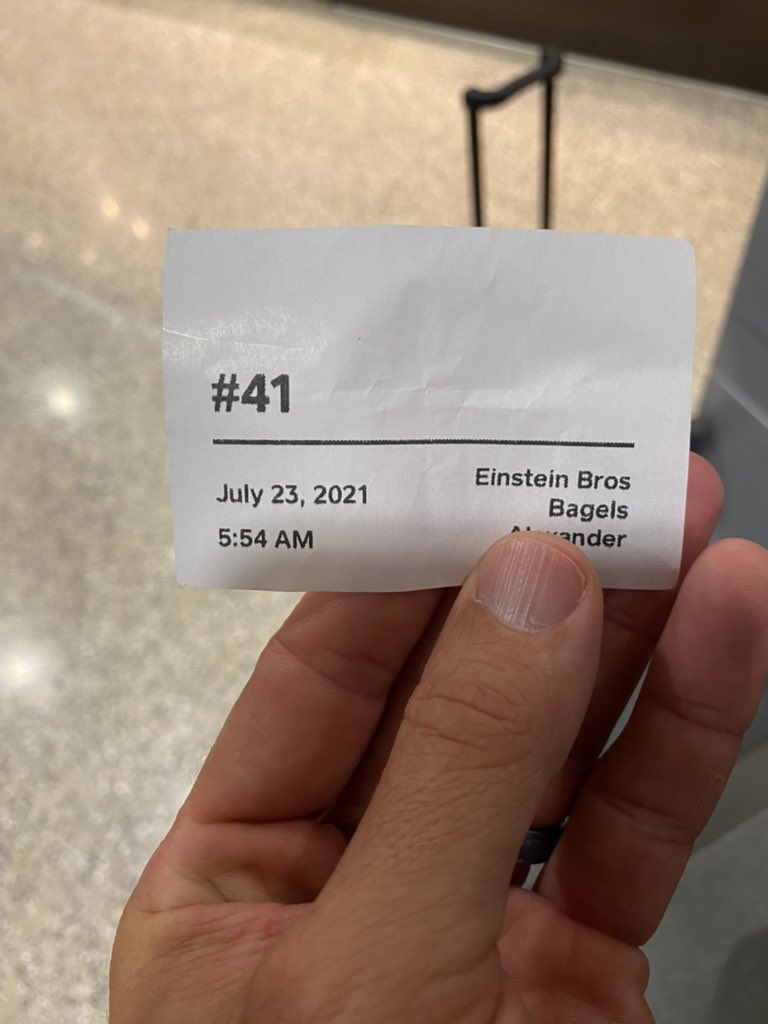 #41
July 23, 2021
5:54 AM
Einstein Bros
Bagels